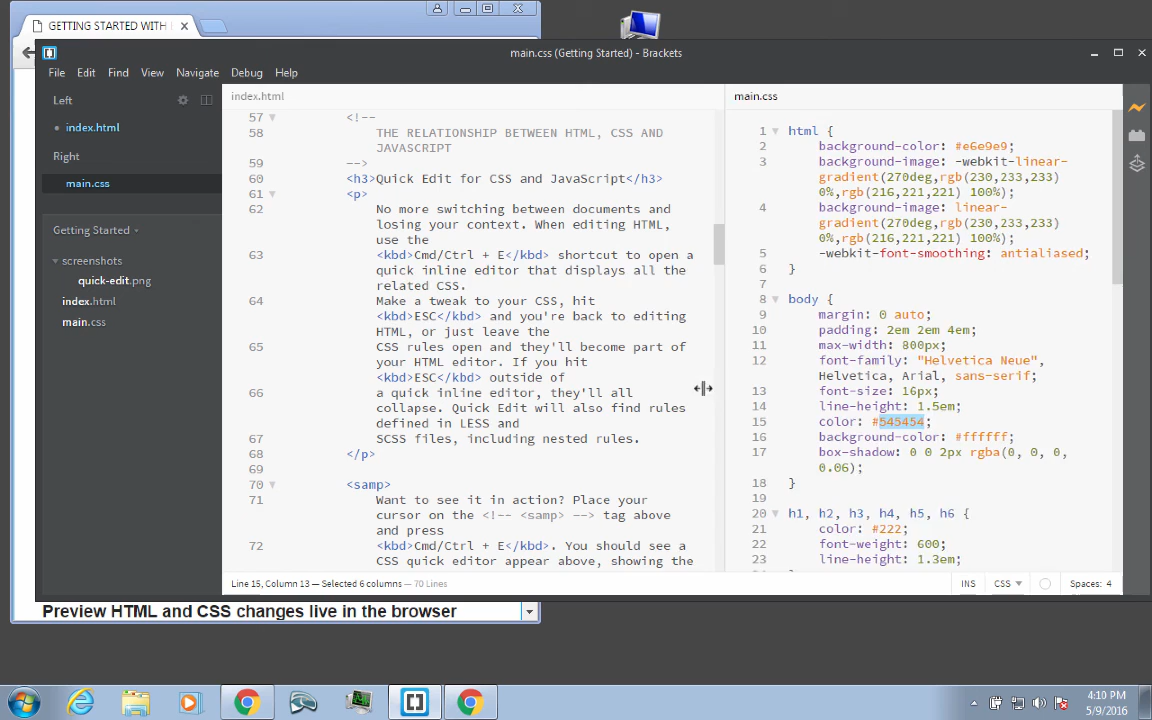 GETTING STARTED WITH
main.css (Getting Started) - Brackets
File Edit Find View Navigate Debug Help
Left
index.html
Right
main.css
Getting Started
screenshots
quick-edit.png
index.html
main.css
index.html
57 <!--
58 THE RELATIONSHIP BETWEEN HTML, CSS AND
JAVASCRIPT
59 -->
60 <h3>Quick Edit for CSS and JavaScript</h3>
61 <p>
62 No more switching between documents and
losing your context. When editing HTML,
use the
63 <kbd>Cmd/Ctrl + E</kbd> shortcut to open a
quick inline editor that displays all the
related CSS.
64 Make a tweak to your CSS, hit
<kbd>ESC</kbd> and you're back to editing
HTML, or just leave the
65 CSS rules open and they'll become part of
your HTML editor. If you hit
<kbd>ESC</kbd> outside of
66 a quick inline editor, they'll all
collapse. Quick Edit will also find rules
defined in LESS and
67 SCSS files, including nested rules.
68 </p>
69
70 <samp>
71 Want to see it in action? Place your
cursor on the <!-- <samp> --> tag above
and press
72 <kbd>Cmd/Ctrl + E</kbd>. You should see a
CSS quick editor appear above, showing the
main.css
1 html {
2 background-color: #e6e9e9;
3 background-image: -webkit-linear-
gradient(270deg,rgb(230,233,233)
0%,rgb(216,221,221) 100%);
4 background-image: linear-
gradient(270deg,rgb(230,233,233)
0%,rgb(216,221,221) 100%);
5 -webkit-font-smoothing: antialiased;
6 }
7
8 body {
9 margin: 0 auto;
10 padding: 2em 2em 4em;
11 max-width: 800px;
12 font-family: "Helvetica Neue",
Helvetica, Arial, sans-serif;
13 font-size: 16px;
14 line-height: 1.5em;
15 color: #545454;
16 background-color: #ffffff;
17 box-shadow: 0 0 2px rgba(0, 0, 0,
0.06);
18 }
19
20 h1, h2, h3, h4, h5, h6 {
21 color: #222;
22 font-weight: 600;
23 line-height: 1.3em;
Line 15, Column 13 — Selected 6 columns — 70 Lines
INS CSS Spaces: 4
Preview HTML and CSS changes live in the browser
4:10 PM
5/9/2016